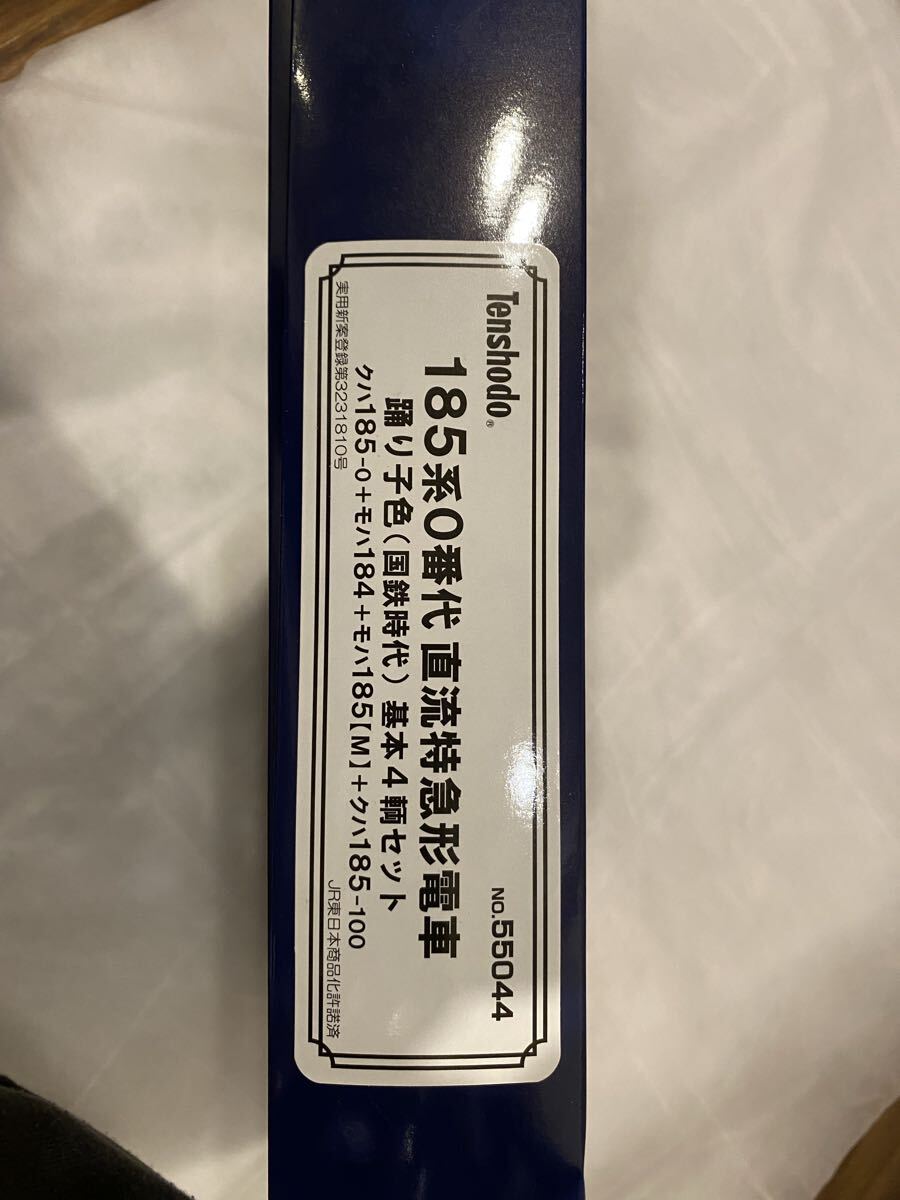 Tenshodo®
NO.55044
185系0番代 直流特急形電車
踊り子色(国鉄時代) 基本4輌セット
クハ185-0+モハ184+モハ185【M】+クハ185-100
実用新案登録第3231810号
JR東日本商品化許諾済